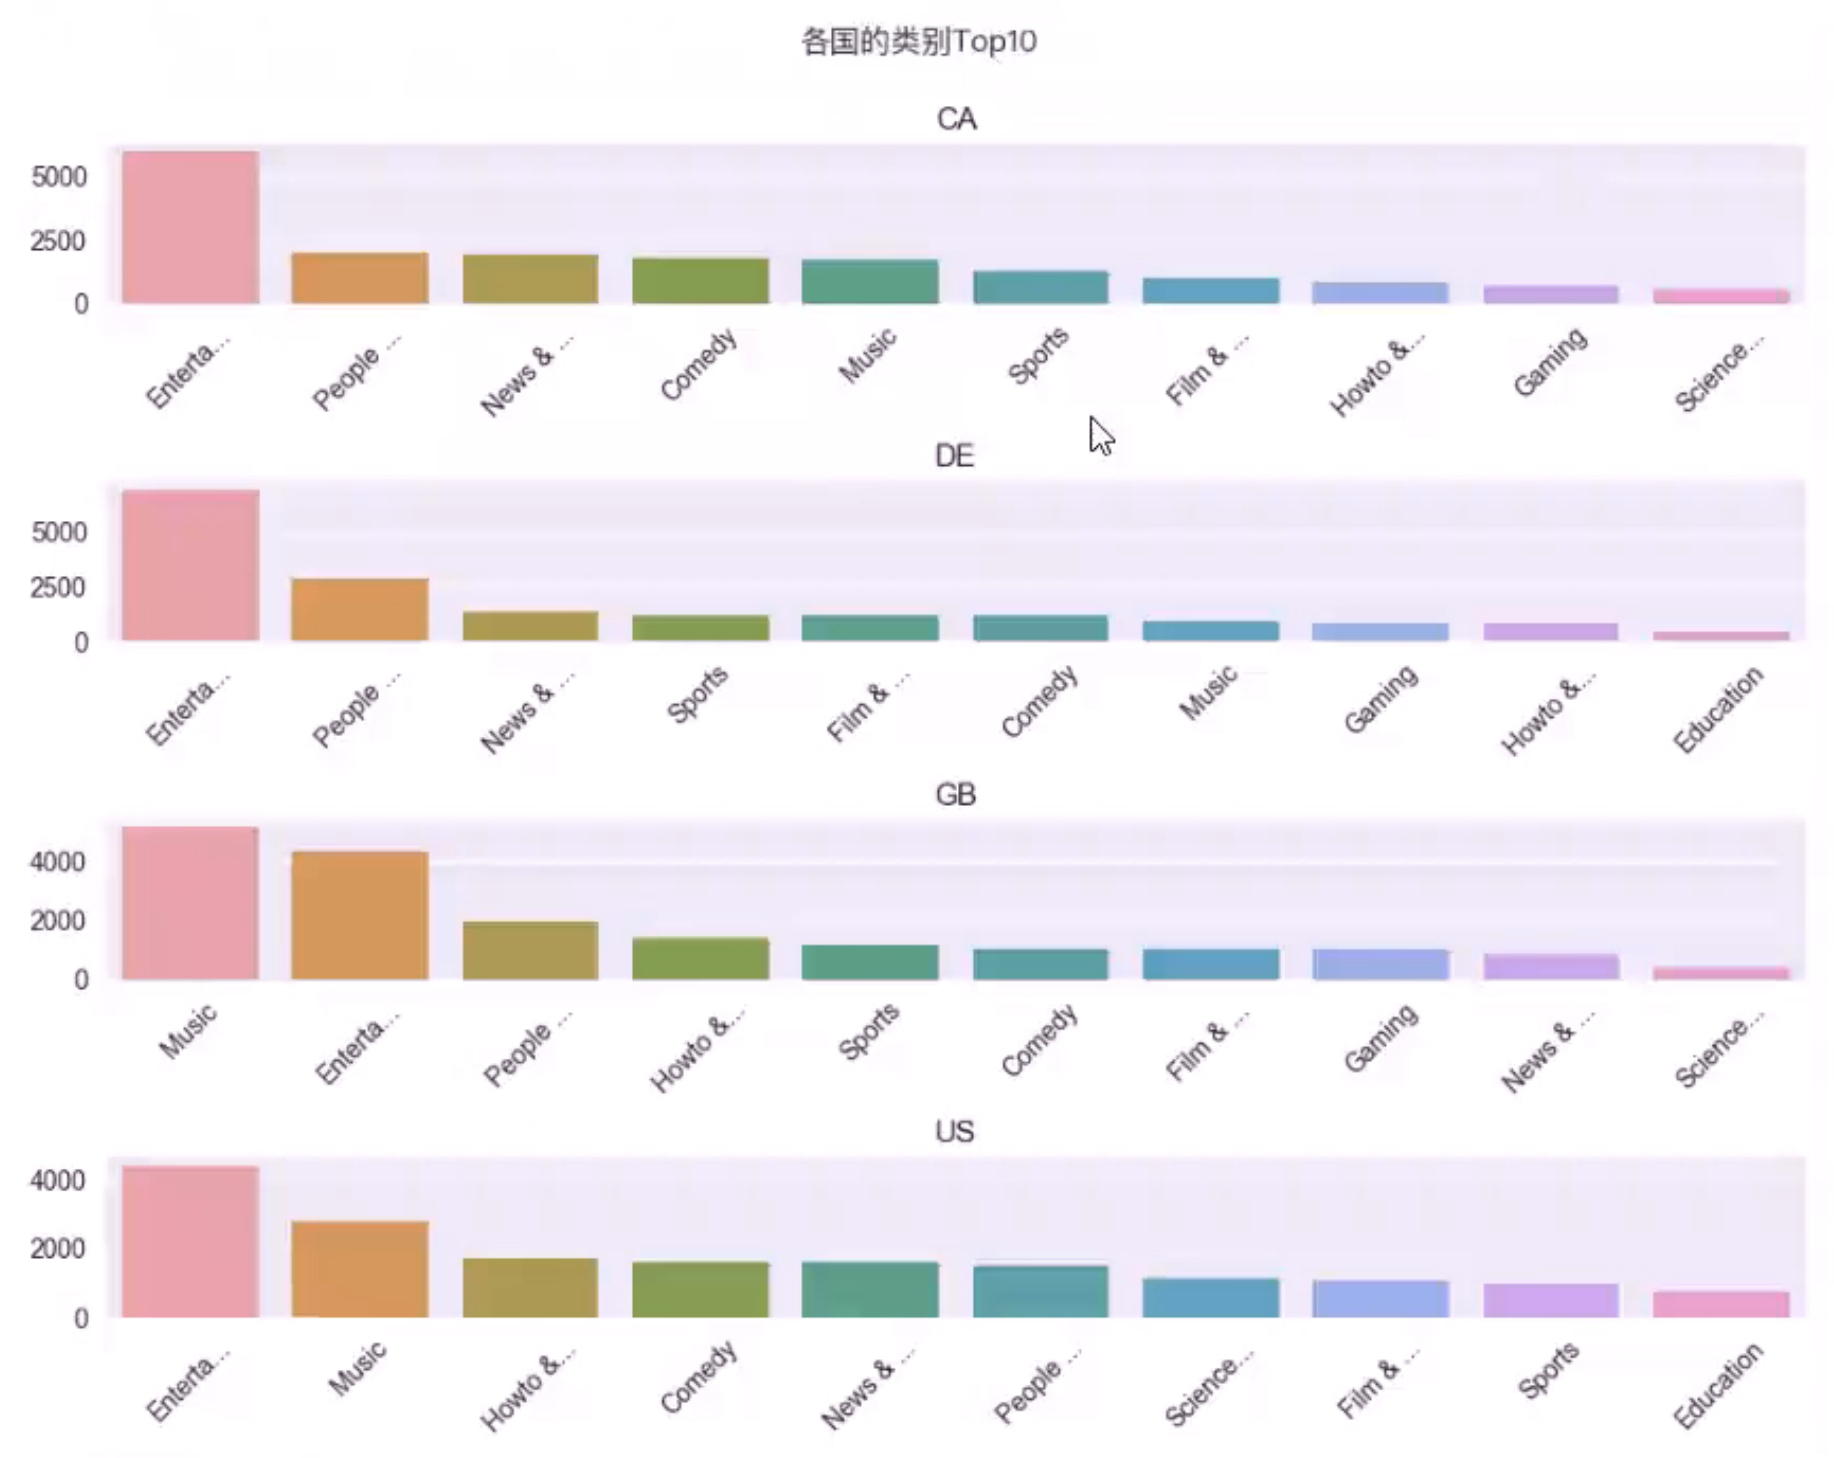 各国的类别Top10
CA
5000
2500
0
Enterta... People ... News & ... Comedy Music Sports Film & ... Howto &... Gaming Science...
DE
5000
2500
0
Enterta... People ... News & ... Sports Film & ... Comedy Music Gaming Howto &... Education
GB
4000
2000
0
Music Enterta... People ... Howto &... Sports Comedy Film & ... Gaming News & ... Science...
US
4000
2000
0
Enterta... Music Howto &... Comedy News & ... People ... Science... Film & ... Sports Education